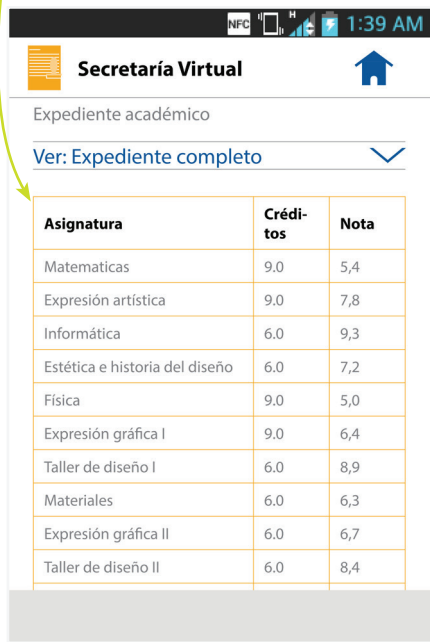 NFC H 1:39 AM
Secretaría Virtual
Expediente académico
Ver: Expediente completo
Asignatura Crédi-
tos Nota
Matematicas 9.0 5,4
Expresión artística 9.0 7,8
Informática 6.0 9,3
Estética e historia del diseño 6.0 7,2
Física 9.0 5,0
Expresión gráfica I 9.0 6,4
Taller de diseño I 6.0 8,9
Materiales 6.0 6,3
Expresión gráfica II 6.0 6,7
Taller de diseño II 6.0 8,4